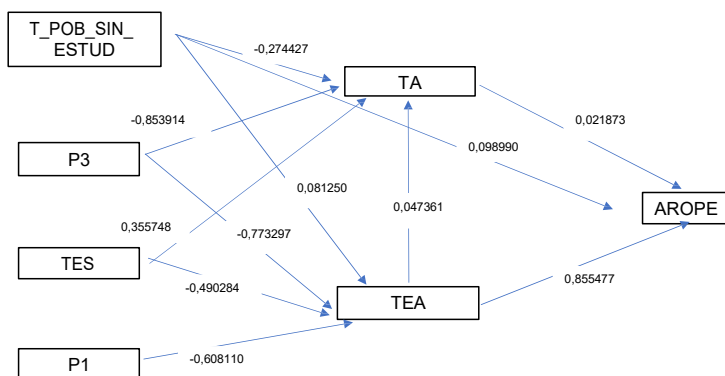 T_POB_SIN_
ESTUD
-0,274427
TA
-0,853914
0,021873
P3
0,098990
0,081250
0,047361
AROPE
0,355748
-0,773297
TES
-0,490284
TEA
0,855477
-0,608110
P1